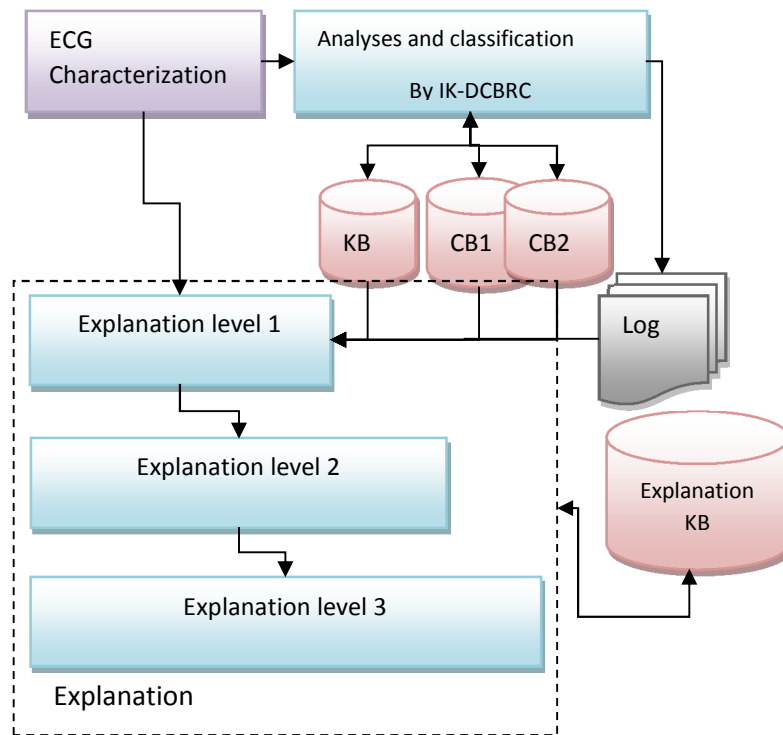 ECG
Characterization
Analyses and classification
By IK-DCBRC
KB
CB1
CB2
Explanation level 1
Log
Explanation level 2
Explanation
KB
Explanation level 3
Explanation